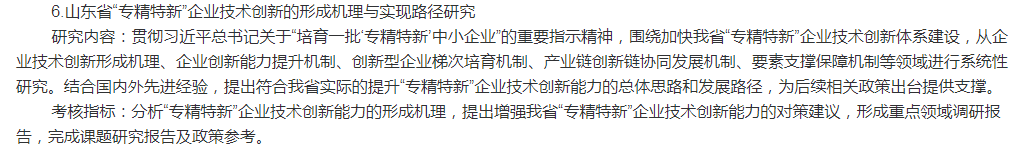 6.山东省“专精特新”企业技术创新的形成机理与实现路径研究
研究内容：贯彻习近平总书记关于“培育一批‘专精特新’中小企业”的重要指示精神，围绕加快我省“专精特新”企业技术创新体系建设，从企
业技术创新形成机理、企业创新能力提升机制、创新型企业梯次培育机制、产业链创新链协同发展机制、要素支撑保障机制等领域进行系统性
研究。结合国内外先进经验，提出符合我省实际的提升“专精特新”企业技术创新能力的总体思路和发展路径，为后续相关政策出台提供支撑。
考核指标：分析“专精特新”企业技术创新能力的形成机理，提出增强我省“专精特新”企业技术创新能力的对策建议，形成重点领域调研报
告，完成课题研究报告及政策参考。